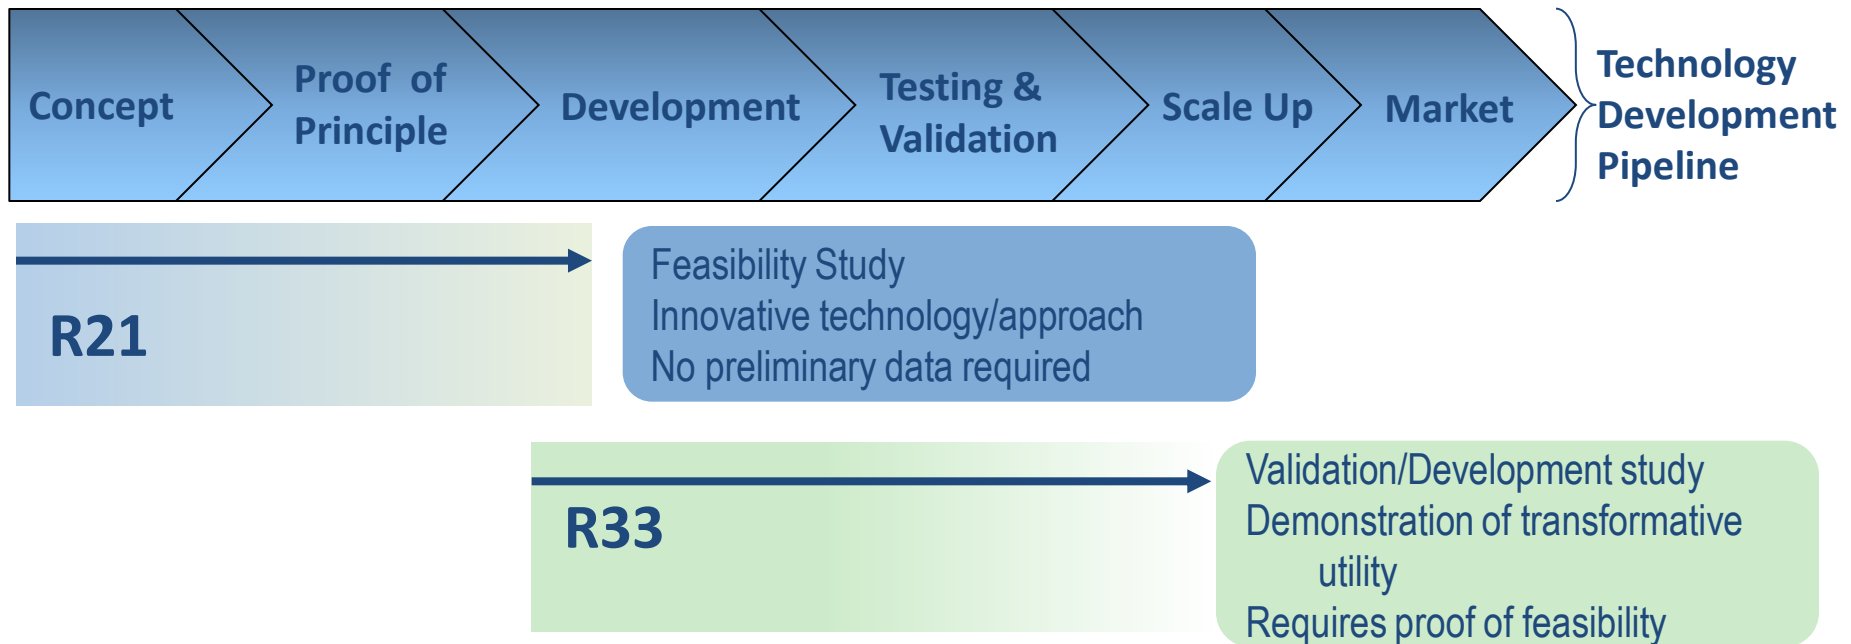 Concept
Proof of
Principle
Development
Testing &
Validation
Scale Up
Market
Technology
Development
Pipeline
R21
Feasibility Study
Innovative technology/approach
No preliminary data required
R33
Validation/Development study
Demonstration of transformative
utility
Requires proof of feasibility